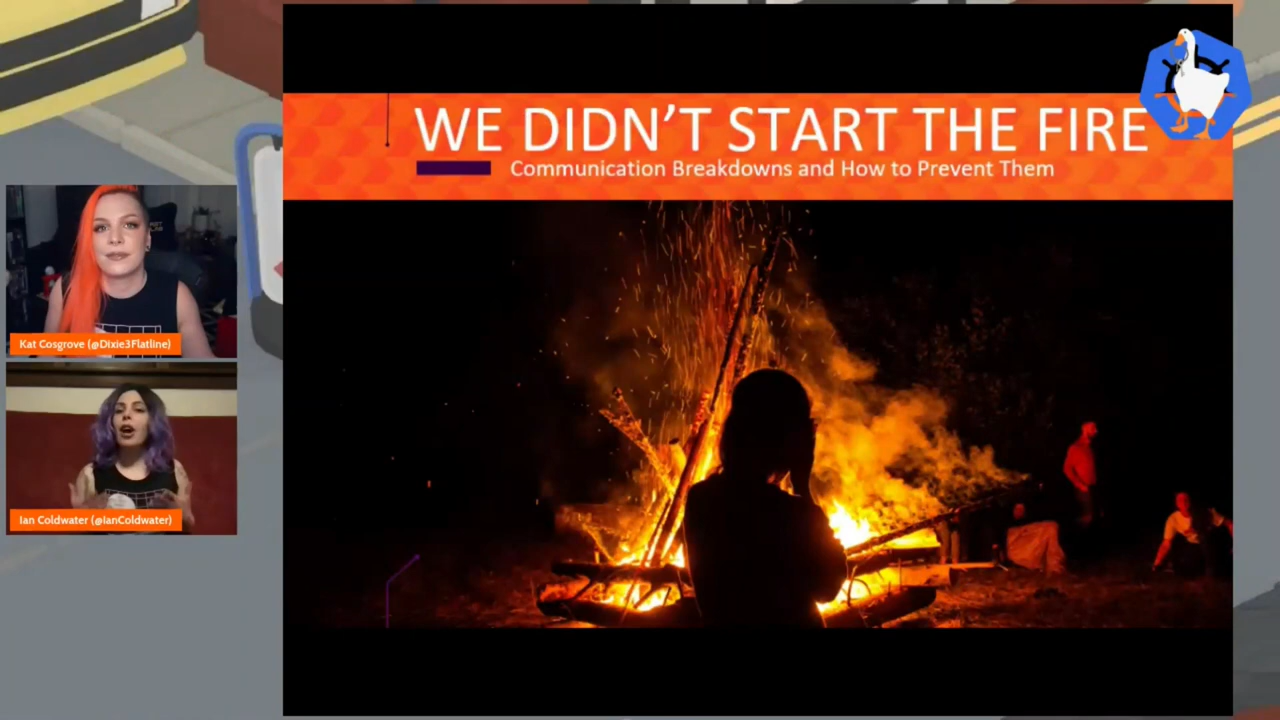 WE DIDN'T START THE FIRE
Communication Breakdowns and How to Prevent Them
Kat Cosgrove (@Dixie3Flatline)
Ian Coldwater (@IanColdwater)